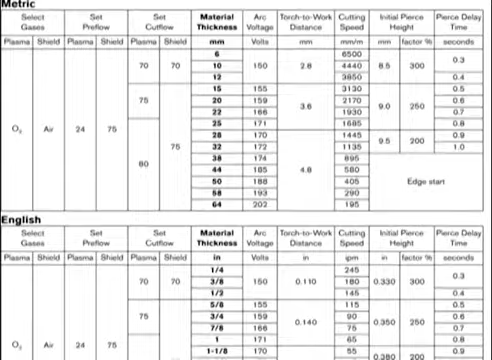 Metric
Select Gases Set Preflow Set Cutflow Material Thickness Arc Voltage Torch-to-Work Distance Cutting Speed Initial Pierce Height Pierce Delay Time
Plasma Shield Plasma Shield Plasma Shield mm Volts mm mm/m mm factor % seconds
O₂ Air 24 75
70 70 6 150 2.8 6500 8.5 300 0.3
10 4440
12 3850 0.4
75 75 15 155 3.6 3130 9.0 250 0.5
20 159 2170 0.6
22 166 1930 0.7
80 25 171 1685 0.8
28 170 4.8 1445 9.5 200 0.9
32 172 1135 1.0
38 174 895 Edge start
44 185 580
50 188 405
58 193 290
64 202 195
English
Select Gases Set Preflow Set Cutflow Material Thickness Arc Voltage Torch-to-Work Distance Cutting Speed Initial Pierce Height Pierce Delay Time
Plasma Shield Plasma Shield Plasma Shield in Volts in ipm in factor % seconds
70 70 1/4 150 0.110 245 0.330 300 0.3
3/8 180
1/2 145 0.4
75 5/8 155 0.140 115 0.350 250 0.5
3/4 159 90 0.6
7/8 166 75 0.7
O₂ Air 24 75 1 171 65 0.8
1-1/8 170 55 0.380 200 0.9